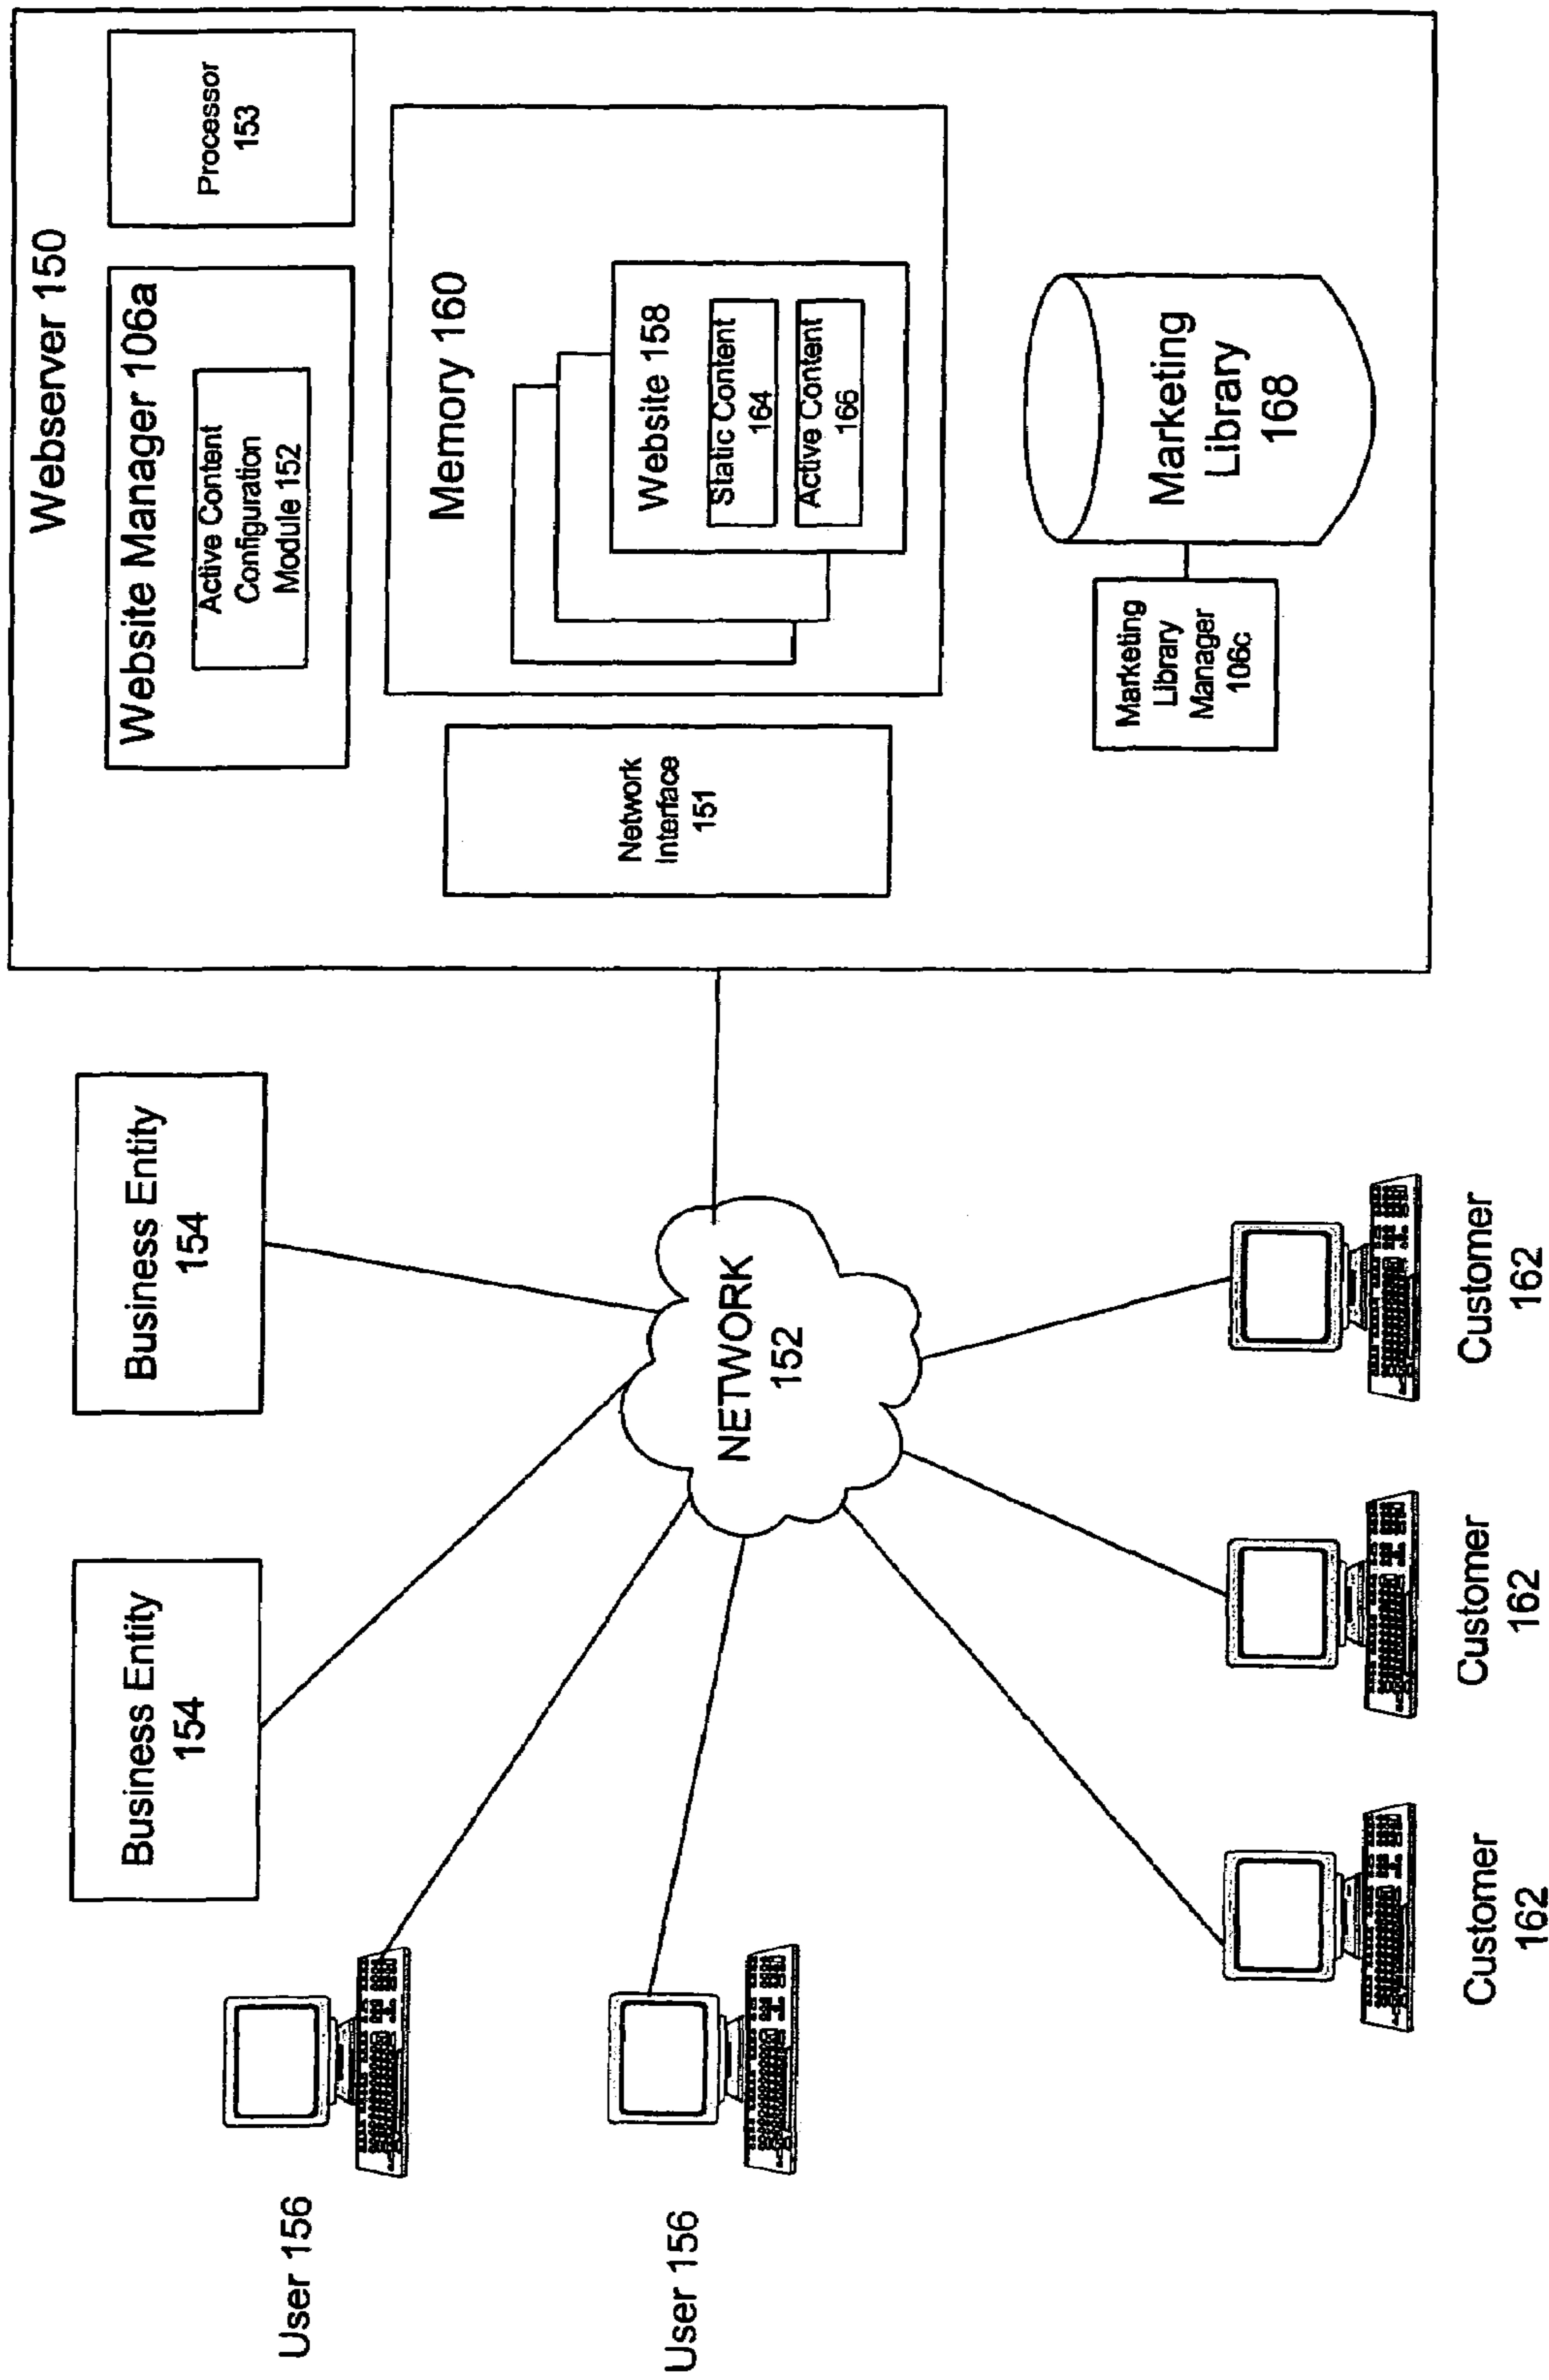 Webserver 150
Website Manager 106a
Active Content
Configuration
Module 152
Processor
153
Memory 160
Website 158
Static Content
164
Active Content
166
Network
Interface
151
Marketing
Library
Manager
106c
Marketing
Library
168
Business Entity
154
Business Entity
154
NETWORK
152
User 156
User 156
Customer
162
Customer
162
Customer
162